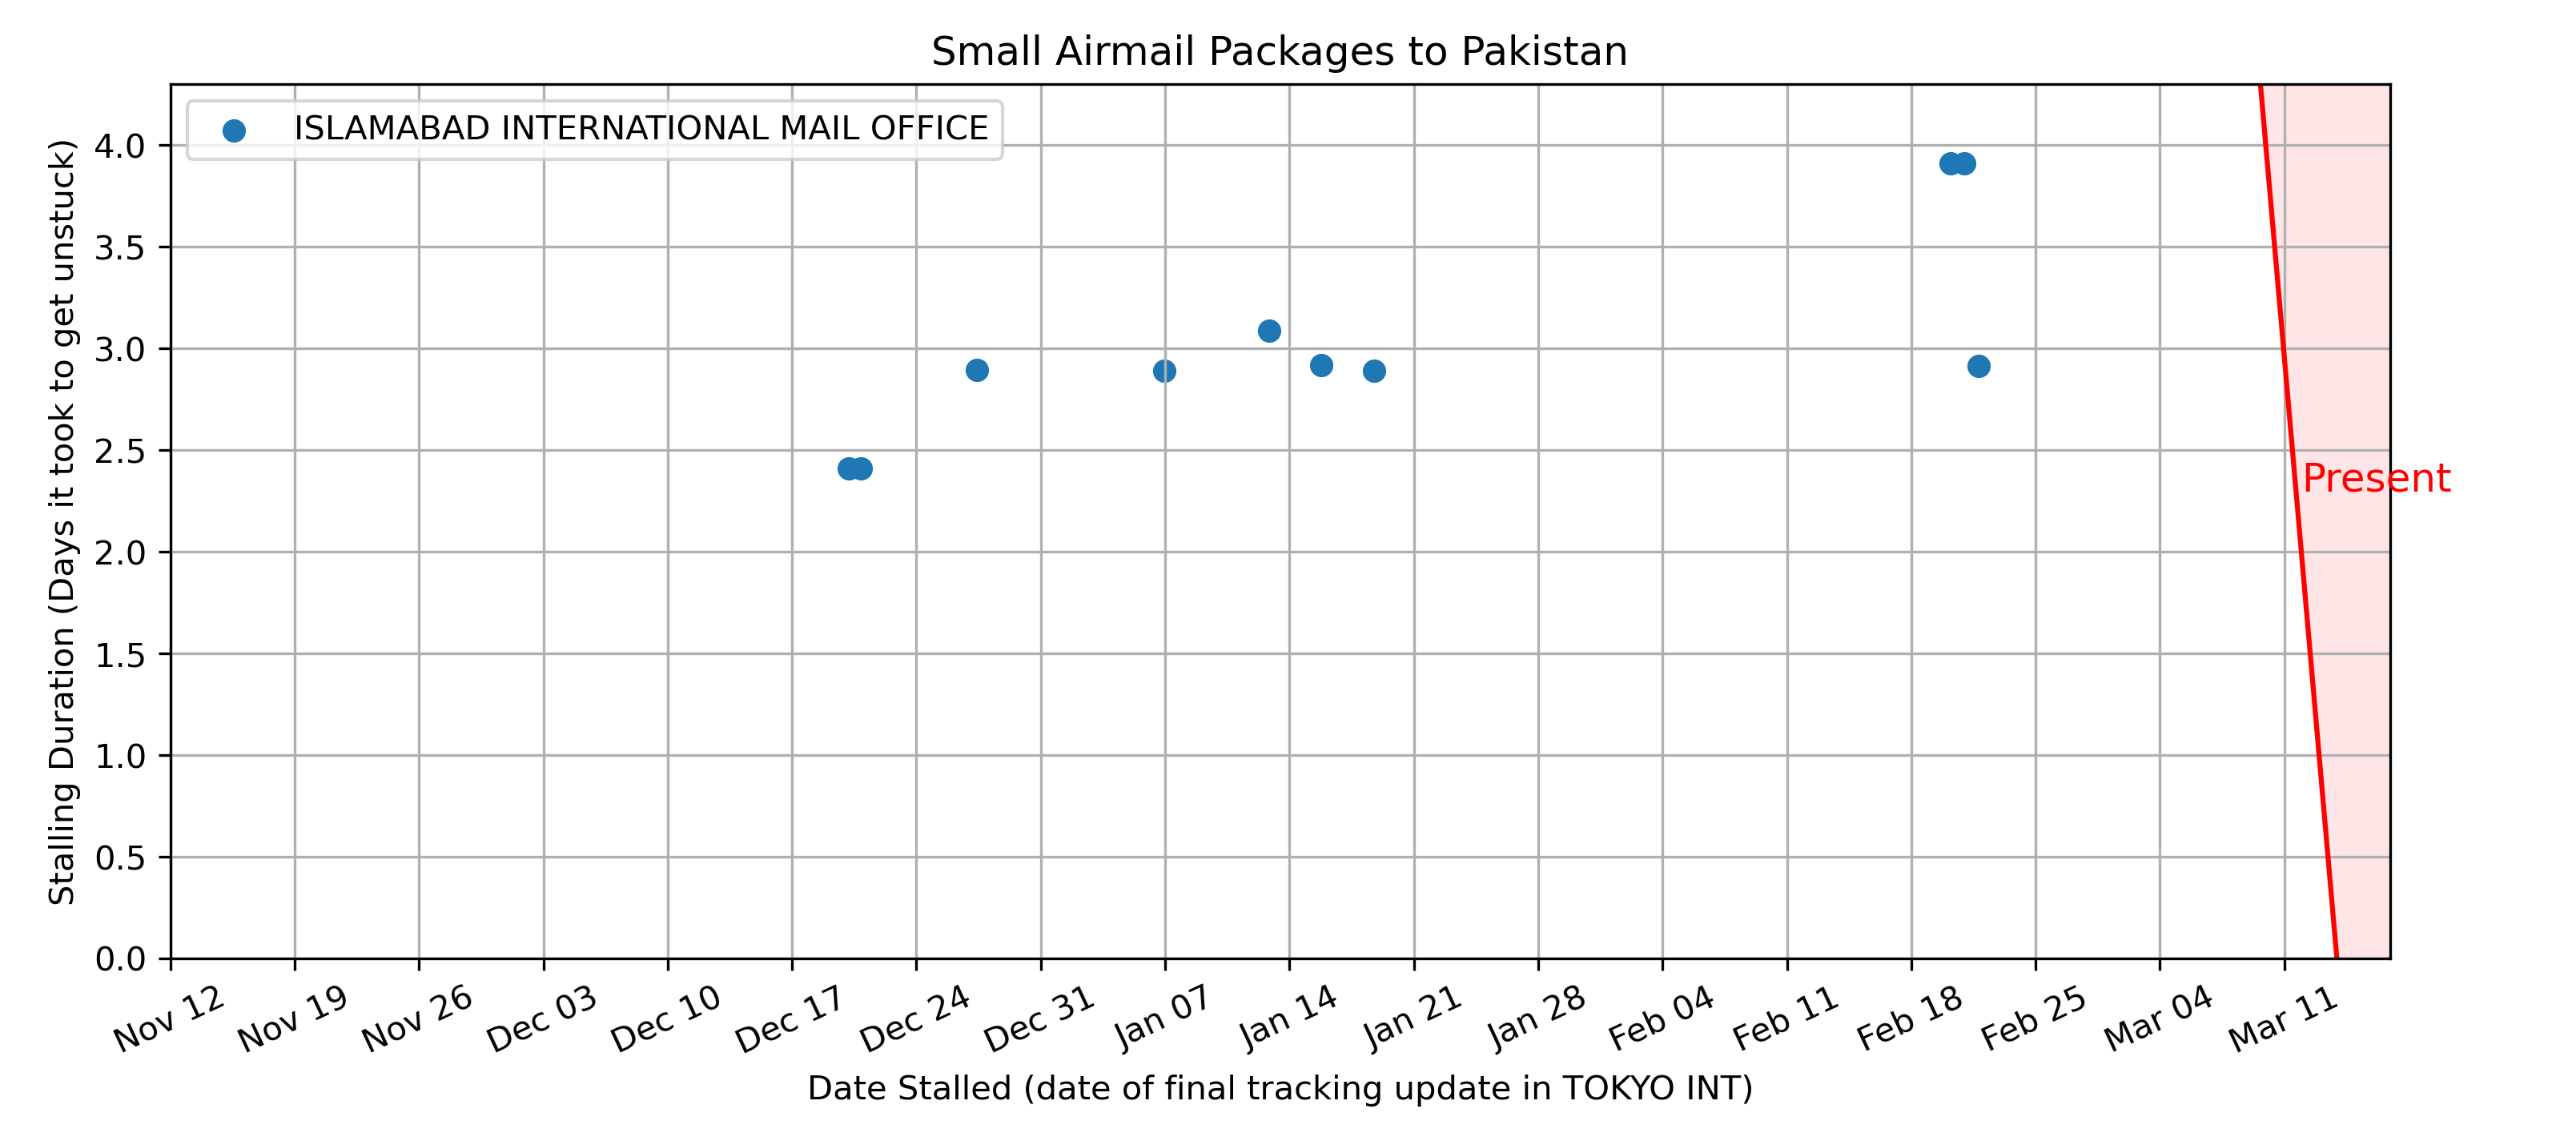 Small Airmail Packages to Pakistan
ISLAMABAD INTERNATIONAL MAIL OFFICE
Stalling Duration (Days it took to get unstuck)
4.0
3.5
3.0
2.5
2.0
1.5
1.0
0.5
0.0
Present
Nov 12
Nov 19
Nov 26
Dec 03
Dec 10
Dec 17
Dec 24
Dec 31
Jan 07
Jan 14
Jan 21
Jan 28
Feb 04
Feb 11
Feb 18
Feb 25
Mar 04
Mar 11
Date Stalled (date of final tracking update in TOKYO INT)